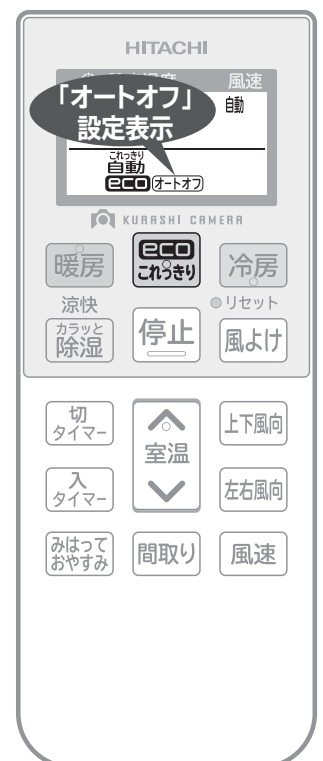 HITACHI
風速
「オートオフ」
設定表示
自動
これっきり
自動
eco オートオフ
KURASHI CAMERA
暖房
eco
これっきり
冷房
涼快
リセット
カラッと
除湿
停止
風よけ
切
タイマー
室温
上下風向
入
タイマー
左右風向
みはって
おやすみ
間取り
風速